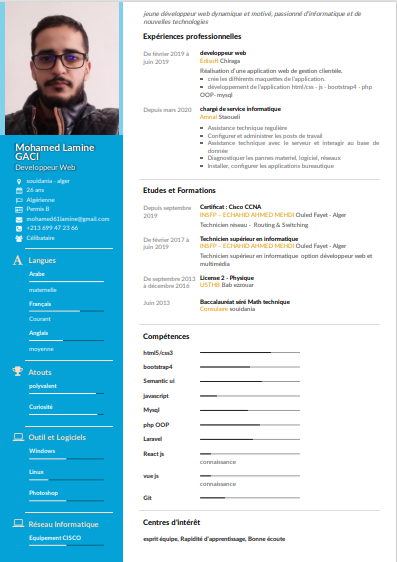 Mohamed Lamine
GACI
Developpeur Web
souidania - alger
26 ans
Algérienne
Permis B
mohamed61lamine@gmail.com
+213 699 47 23 66
Célibataire
Langues
Arabe
maternelle
Français
Courant
Anglais
moyenne
Atouts
polyvalent
Curiosité
Outil et Logiciels
Windows
Linux
Photoshop
Réseau Informatique
Equipement CISCO
jeune développeur web dynamique et motivé, passionné d'informatique et de
nouvelles technologies
Expériences professionnelles
De février 2019 à
juin 2019
developpeur web
Edisoft Chiraga
Réalisation d'une application web de gestion clientéle.
crée les différents maquettes de l'application.
développement de l'application html/css - js - bootstrap4 - php
OOP- mysql
Depuis mars 2020
chargé de service informatique
Staoueli
Assistance technique regulière
Configurer et administrer les posts de travail
Assistance technique avec le serveur et interagir au base de
donnée
Diagnostiquer les pannes materiel, logiciel, réseaux
Installer, configurer les applications bureautique
Etudes et Formations
Depuis septembre
2019
Certificat : Cisco CCNA
INSFP – ECHAHID AHMED MEHDI Ouled Fayet - Alger
Technicien réseau - Routing & Switching
De février 2017 à
juin 2019
Technicien supérieur en informatique
INSFP – ECHAHID AHMED MEHDI Ouled Fayet - Alger
Technicien supérieur en informatique option développeur web et
multimédia
De septembre 2013
à décembre 2016
License 2 - Physique
USTHB Bab ezzouar
Juin 2013
Baccalauréat série Math technique
souidania
Compétences
html5/css3
bootstrap4
Semantic ui
javascript
Mysql
php OOP
Laravel
React js
connaissance
vue js
connaissance
Git
Centres d'intérêt
esprit équipe, Rapidité d'apprentissage, Bonne écoute